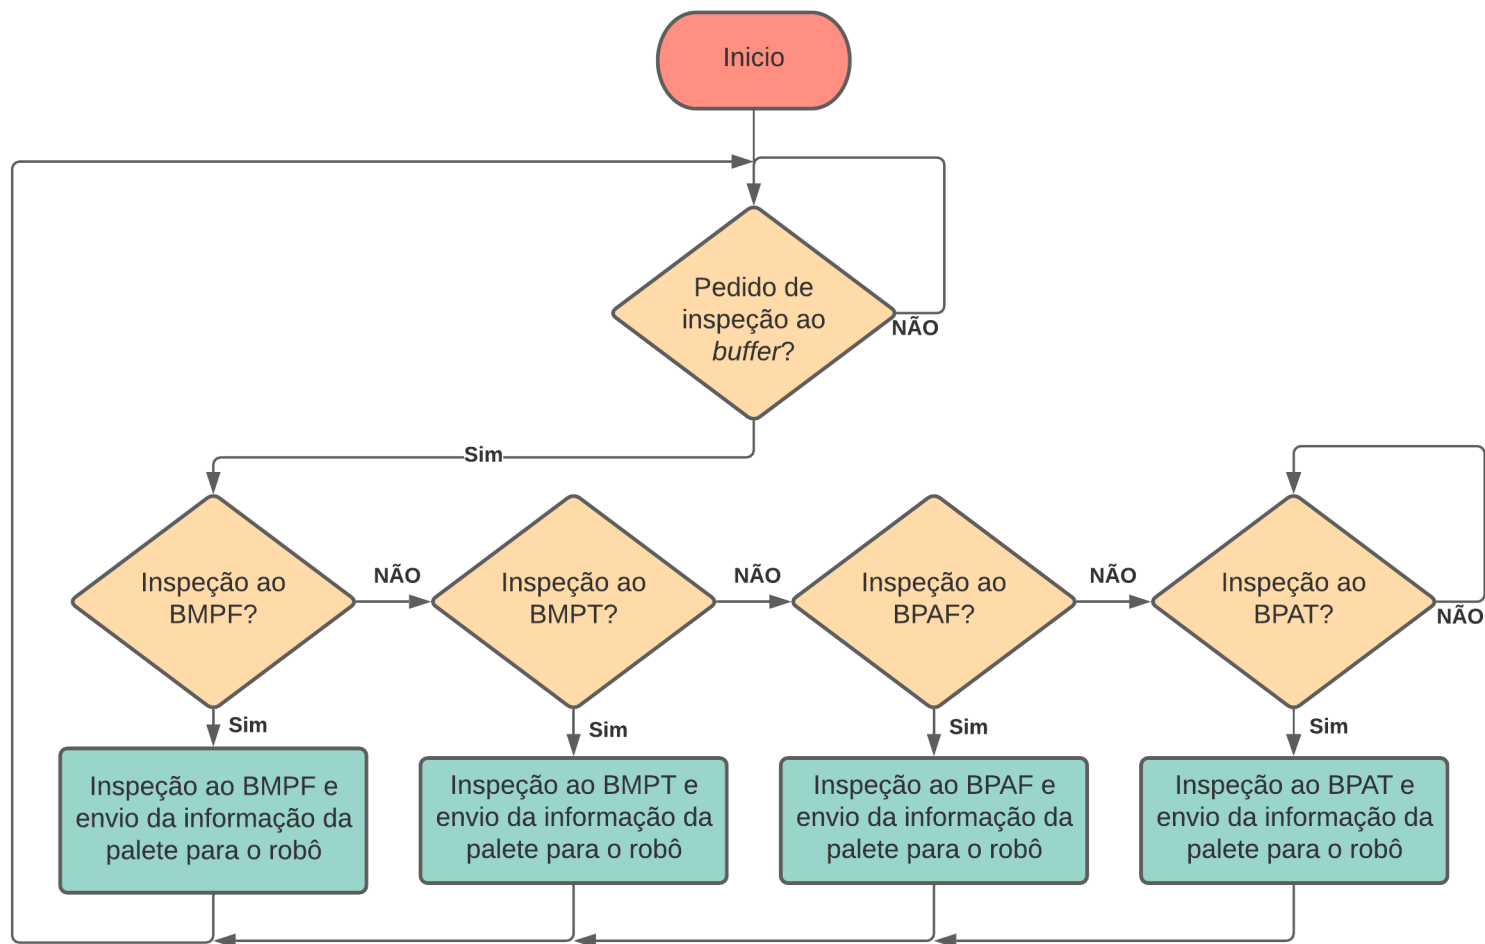 Inicio
Pedido de
inspeção ao
buffer?
NÃO
Sim
Inspeção ao
BMPF?
NÃO
Inspeção ao
BMPT?
NÃO
Inspeção ao
BPAF?
NÃO
Inspeção ao
BPAT?
NÃO
Sim
Sim
Sim
Sim
Inspeção ao BMPF e
envio da informação da
palete para o robô
Inspeção ao BMPT e
envio da informação da
palete para o robô
Inspeção ao BPAF e
envio da informação da
palete para o robô
Inspeção ao BPAT e
envio da informação da
palete para o robô